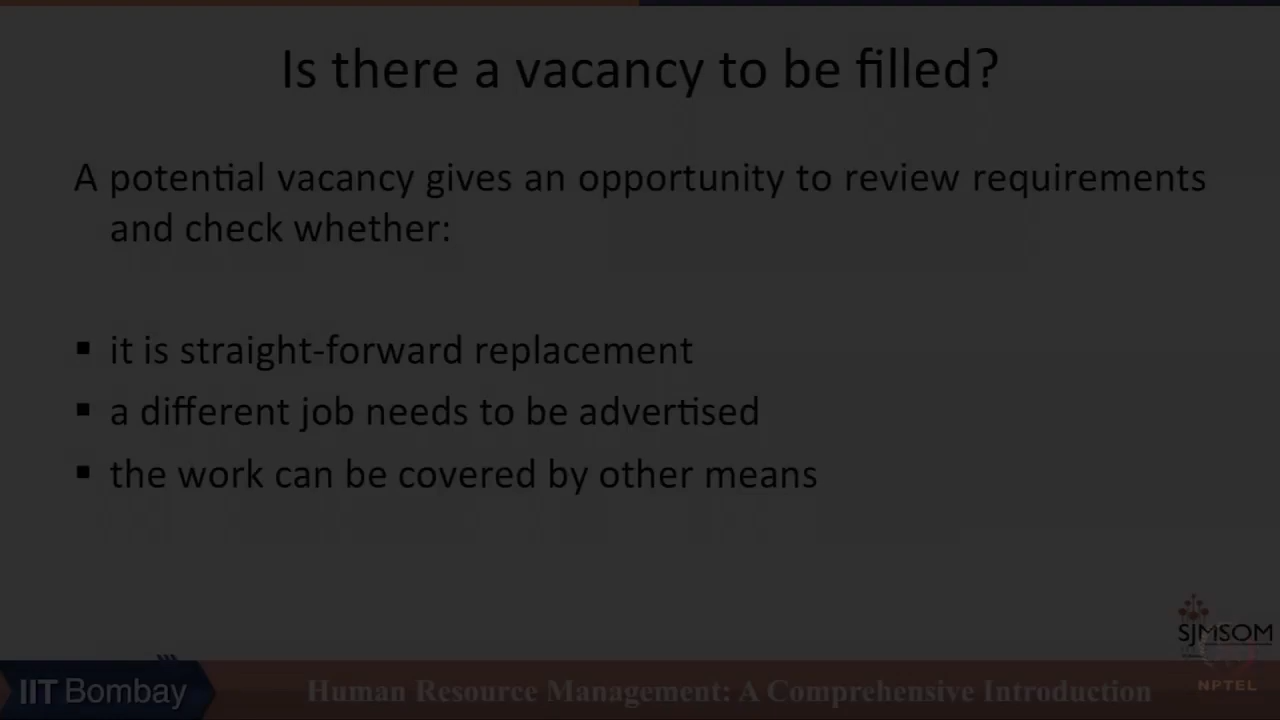 Is there a vacancy to be filled?
A potential vacancy gives an opportunity to review requirements
and check whether:
▪ it is straight-forward replacement
▪ a different job needs to be advertised
▪ the work can be covered by other means
SJMSOM
IIT Bombay
Human Resource Management: A Comprehensive Introduction
NPTEL